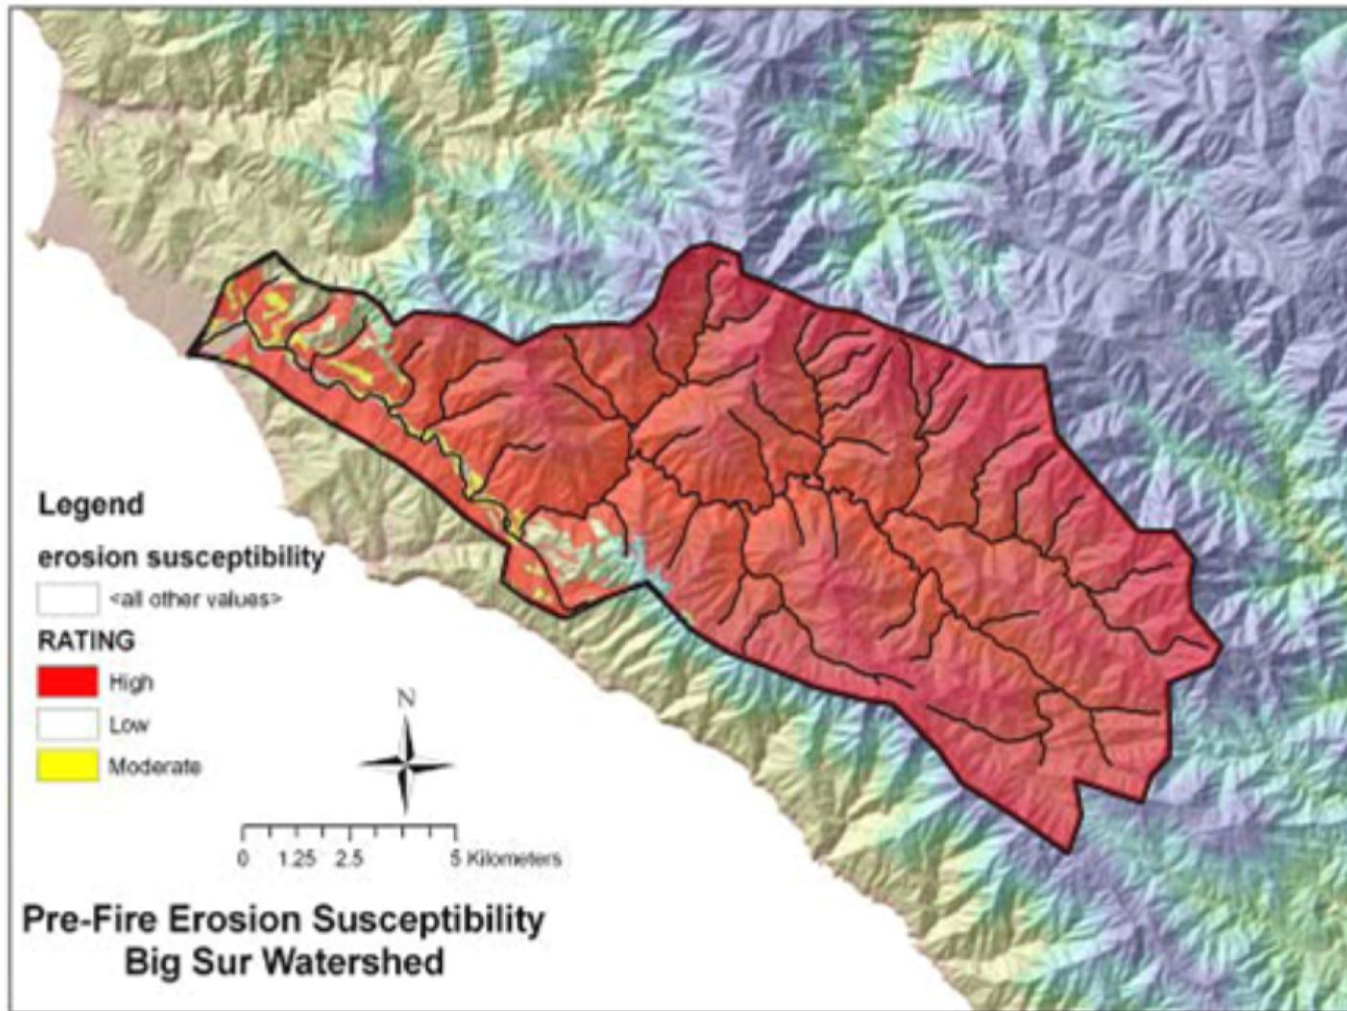 Legend
erosion susceptibility
<all other values>
RATING
High
Low
Moderate
N
0 1.25 2.5 5 Kilometers
Pre-Fire Erosion Susceptibility
Big Sur Watershed